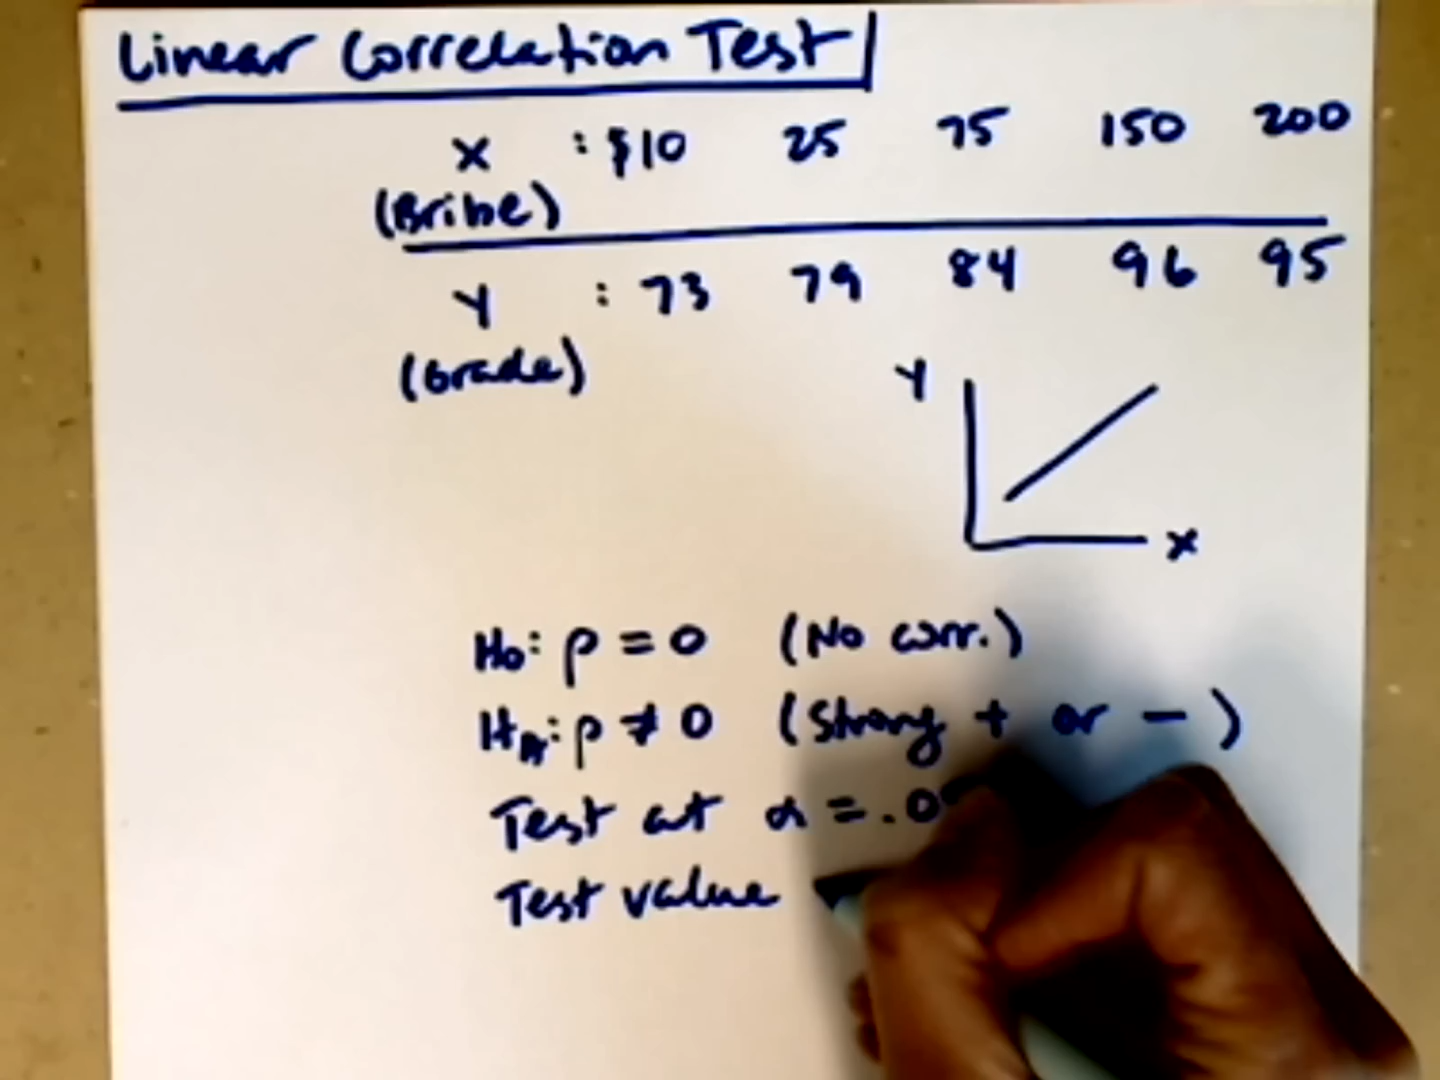 Linear Correlation Test
X : $10 25 75 150 200
(Bribe)
Y : 73 79 84 96 95
(Grade)
Y
X
H0: ρ = 0 (No corr.)
HA: ρ ≠ 0 (Strong + or - )
Test at α = .0
Test value